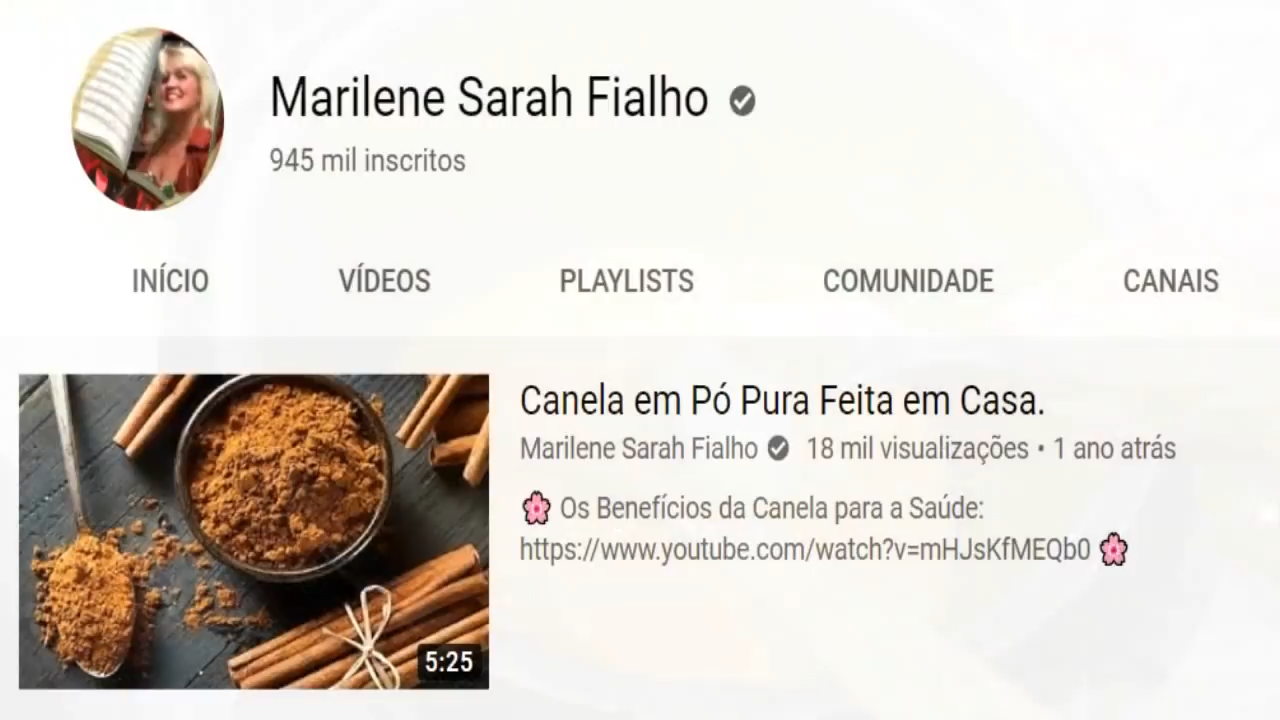 Marilene Sarah Fialho
945 mil inscritos
INÍCIO VÍDEOS PLAYLISTS COMUNIDADE CANAIS
Canela em Pó Pura Feita em Casa.
Marilene Sarah Fialho 18 mil visualizações • 1 ano atrás
🌸 Os Benefícios da Canela para a Saúde:
https://www.youtube.com/watch?v=mHJsKfMEQb0 🌸
5:25